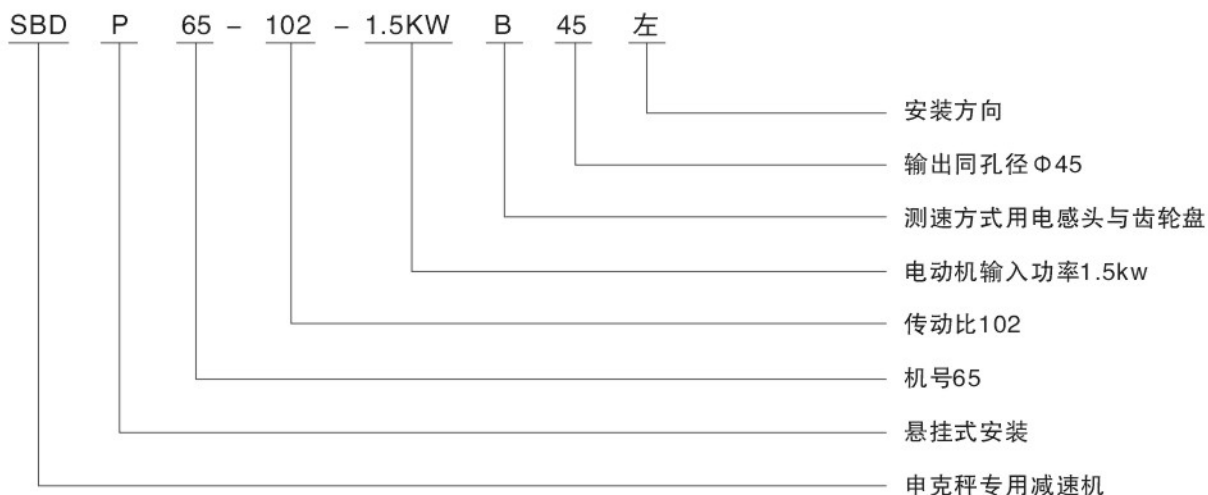 SBD P 65 - 102 - 1.5KW B 45 左
安装方向
输出同孔径Φ45
测速方式用电感头与齿轮盘
电动机输入功率1.5kw
传动比102
机号65
悬挂式安装
申克秤专用减速机